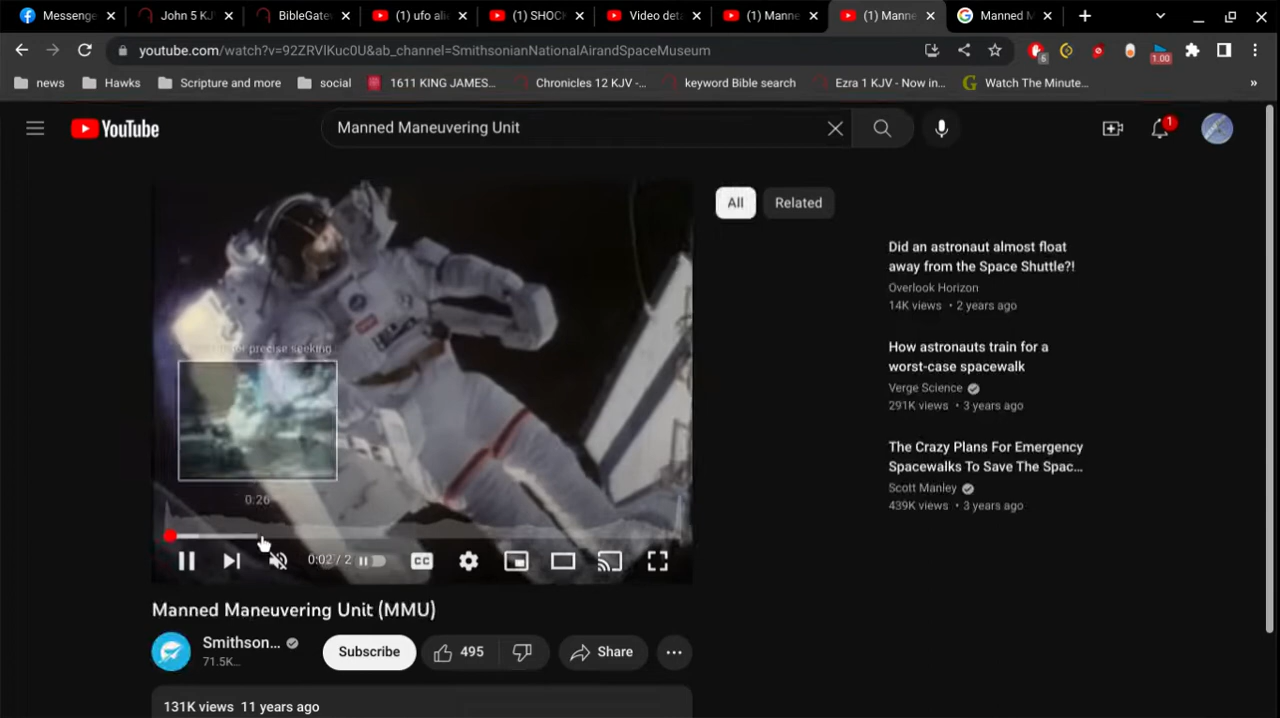 Messenge
John 5 KJ
BibleGate
(1) ufo ali
(1) SHOC
Video deta
(1) Manne
(1) Manne
Manned M
youtube.com/watch?v=92ZRVIKuc0U&ab_channel=SmithsonianNationalAirandSpaceMuseum
6
1.00
news
Hawks
Scripture and more
social
1611 KING JAMES...
Chronicles 12 KJV -...
keyword Bible search
Ezra 1 KJV - Now in...
Watch The Minute...
»
YouTube
Manned Maneuvering Unit
1
All
Related
Did an astronaut almost float
away from the Space Shuttle?!
Overlook Horizon
14K views • 2 years ago
How astronauts train for a
worst-case spacewalk
Verge Science
291K views • 3 years ago
The Crazy Plans For Emergency
Spacewalks To Save The Spac...
Scott Manley
439K views • 3 years ago
precise seeking
0:26
0:02 / 2
CC
Manned Maneuvering Unit (MMU)
Smithson...
71.5K...
Subscribe
495
Share
131K views 11 years ago